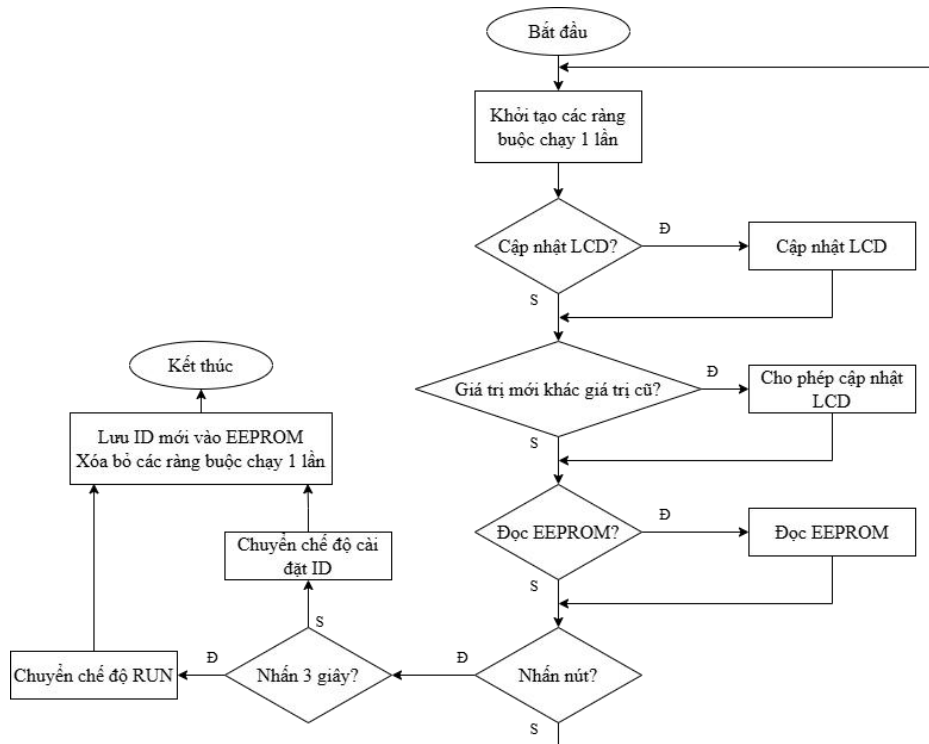 Bắt đầu
Khởi tạo các ràng
buộc chạy 1 lần
Cập nhật LCD?
Đ
Cập nhật LCD
S
Giá trị mới khác giá trị cũ?
Đ
Cho phép cập nhật
LCD
S
Đọc EEPROM?
Đ
Đọc EEPROM
S
Nhấn nút?
S
Đ
Nhấn 3 giây?
Đ
Chuyển chế độ RUN
S
Chuyển chế độ cài
đặt ID
Lưu ID mới vào EEPROM
Xóa bỏ các ràng buộc chạy 1 lần
Kết thúc